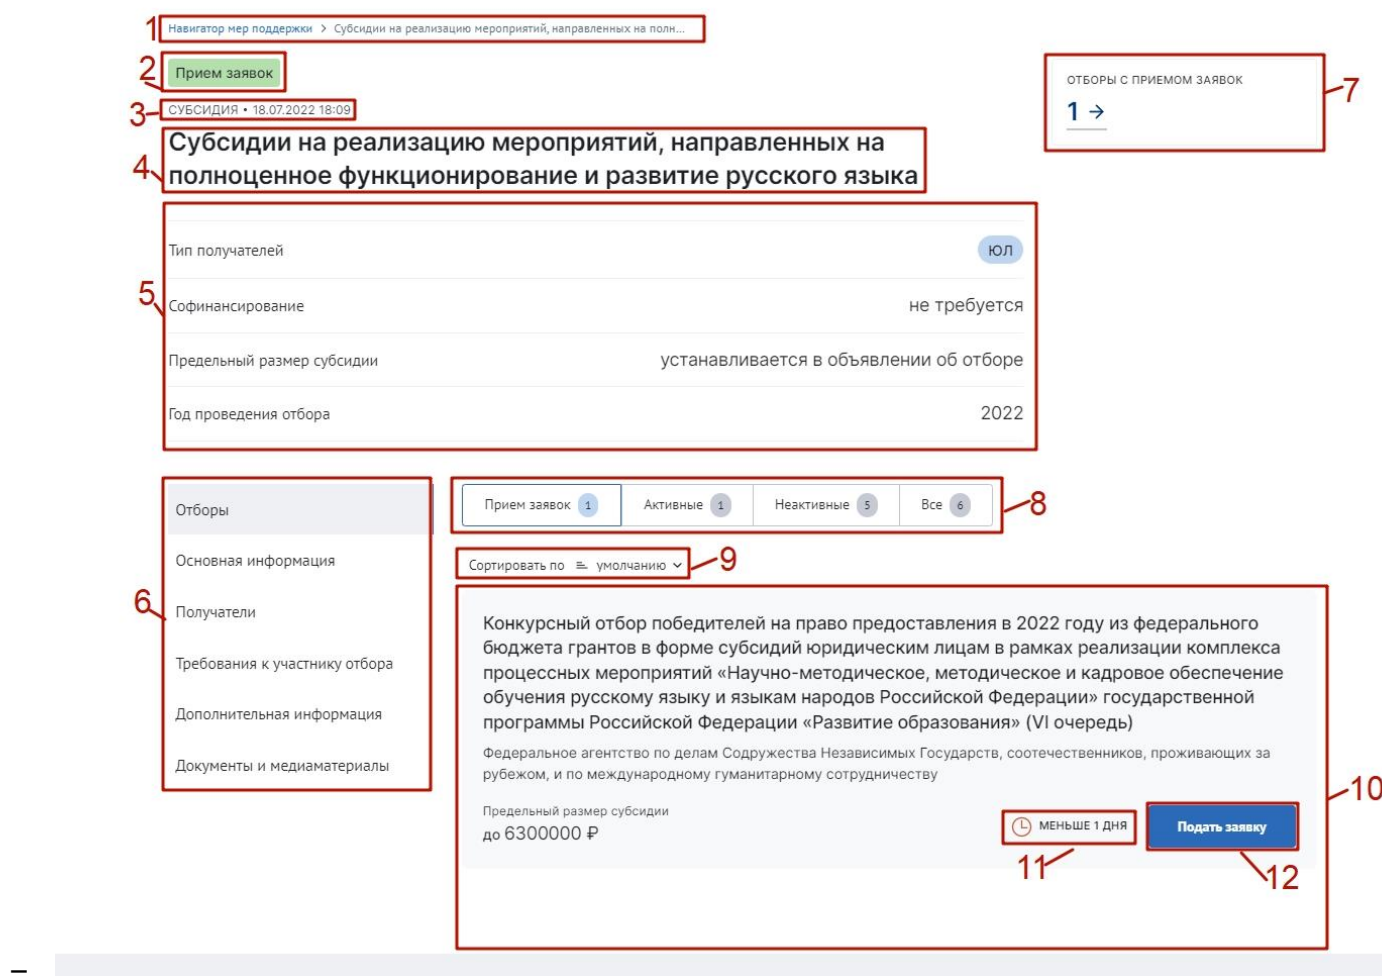 1
Навигатор мер поддержки > Субсидии на реализацию мероприятий, направленных на полн...
2
Прием заявок
3
СУБСИДИЯ • 18.07.2022 18:09
4
Субсидии на реализацию мероприятий, направленных на
полноценное функционирование и развитие русского языка
ОТБОРЫ С ПРИЕМОМ ЗАЯВОК
1 →
7
5
Тип получателей ЮЛ
Софинансирование не требуется
Предельный размер субсидии устанавливается в объявлении об отборе
Год проведения отбора 2022
6
Отборы
Основная информация
Получатели
Требования к участнику отбора
Дополнительная информация
Документы и медиаматериалы
Прием заявок 1 Активные 1 Неактивные 5 Все 6
8
Сортировать по умолчанию
9
Конкурсный отбор победителей на право предоставления в 2022 году из федерального
бюджета грантов в форме субсидий юридическим лицам в рамках реализации комплекса
процессных мероприятий «Научно-методическое, методическое и кадровое обеспечение
обучения русскому языку и языкам народов Российской Федерации» государственной
программы Российской Федерации «Развитие образования» (VI очередь)
Федеральное агентство по делам Содружества Независимых Государств, соотечественников, проживающих за
рубежом, и по международному гуманитарному сотрудничеству
10
Предельный размер субсидии
до 6300000 ₽
МЕНЬШЕ 1 ДНЯ
Подать заявку
11
12
–